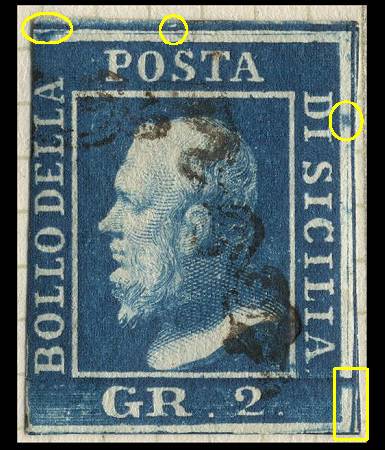 POSTA
BOLLO DELLA
DI SICILIA
GR. 2.